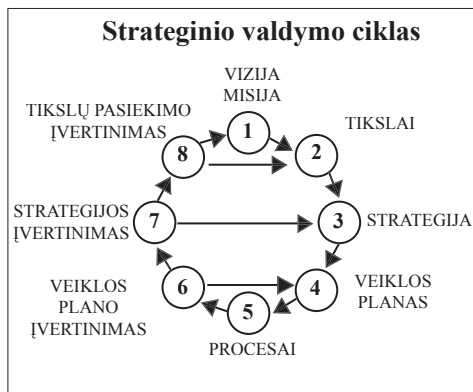 Strateginio valdymo ciklas
VIZIJA
MISIJA
1
TIKSLAI
2
STRATEGIJA
3
VEIKLOS
PLANAS
4
PROCESAI
5
VEIKLOS
PLANO
ĮVERTINIMAS
6
STRATEGIJOS
ĮVERTINIMAS
7
TIKSLŲ PASIEKIMO
ĮVERTINIMAS
8